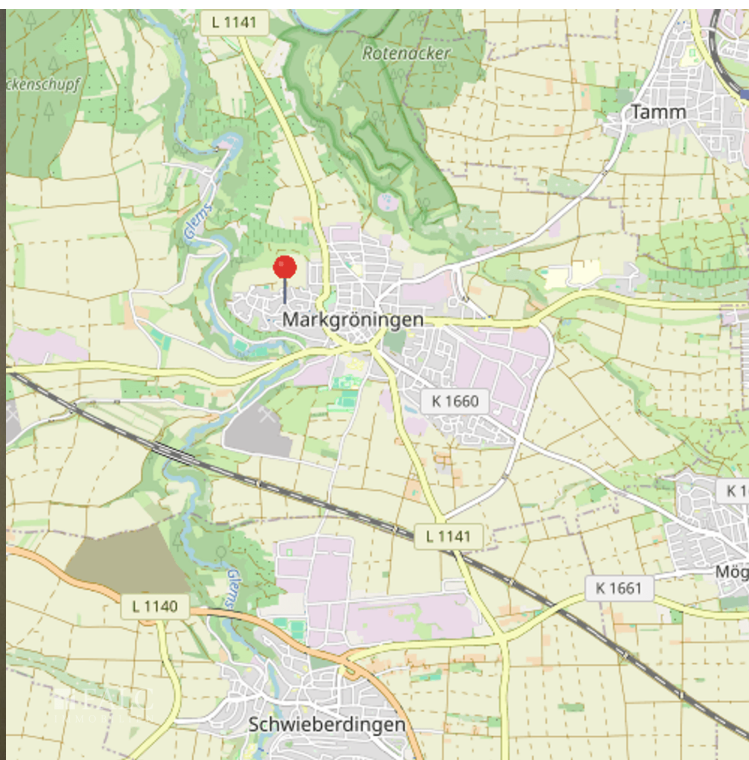 L 1141
Rotenacker
ckenschupf
Tamm
Glems
Markgröningen
K 1660
K 1
L 1141
Mög
K 1661
Glems
L 1140
Schwieberdingen